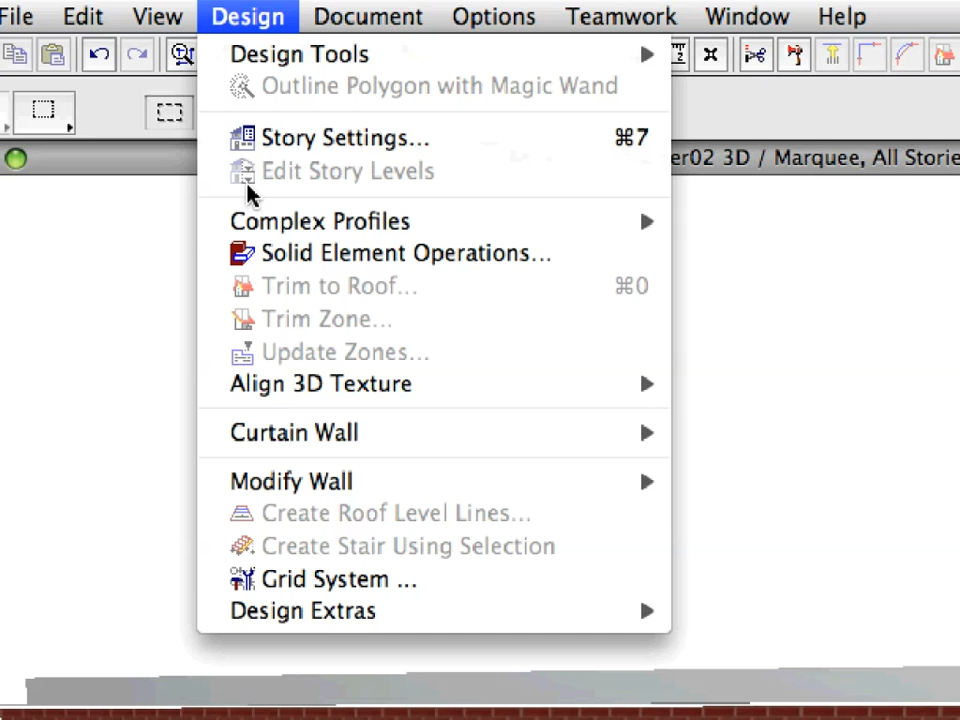 File Edit View Design Document Options Teamwork Window Help
Design Tools
Outline Polygon with Magic Wand
Story Settings... ⌘7
er02 3D / Marquee, All Storie
Edit Story Levels
Complex Profiles
Solid Element Operations...
Trim to Roof... ⌘0
Trim Zone...
Update Zones...
Align 3D Texture
Curtain Wall
Modify Wall
Create Roof Level Lines...
Create Stair Using Selection
Grid System ...
Design Extras